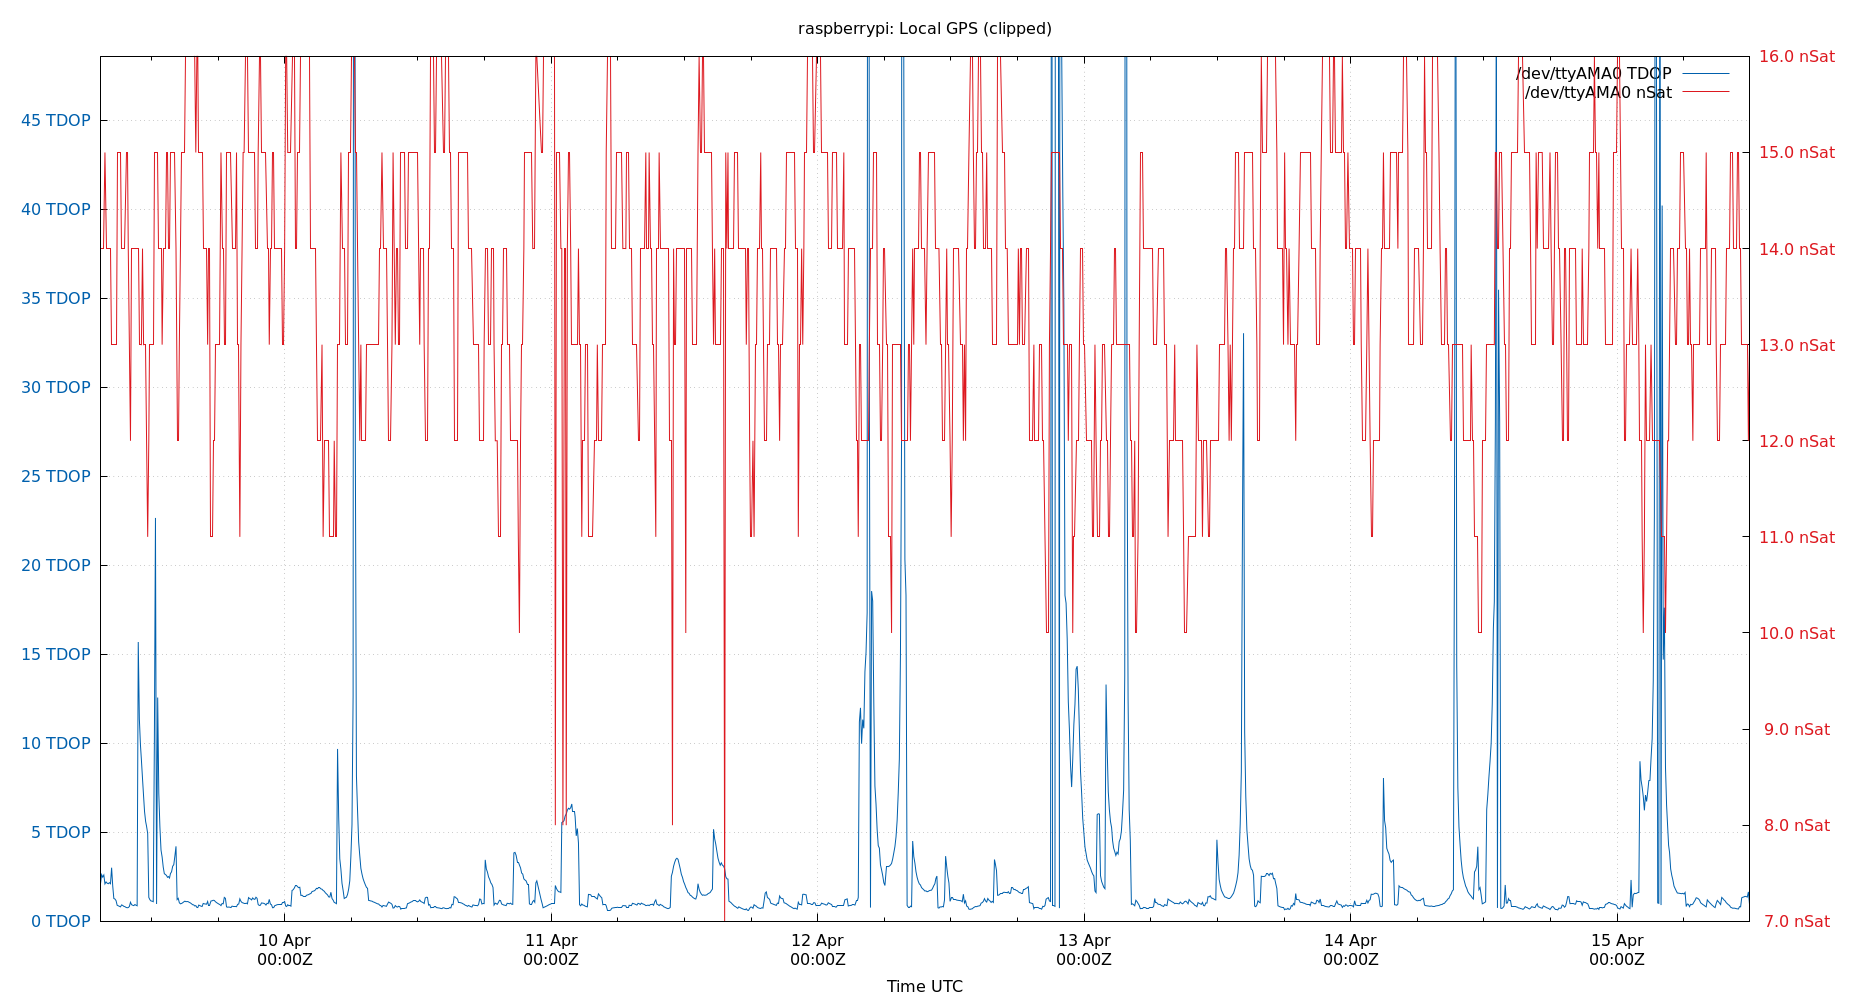 raspberrypi: Local GPS (clipped)
/dev/ttyAMA0 TDOP
/dev/ttyAMA0 nSat
45 TDOP
40 TDOP
35 TDOP
30 TDOP
25 TDOP
20 TDOP
15 TDOP
10 TDOP
5 TDOP
0 TDOP
16.0 nSat
15.0 nSat
14.0 nSat
13.0 nSat
12.0 nSat
11.0 nSat
10.0 nSat
9.0 nSat
8.0 nSat
7.0 nSat
10 Apr
00:00Z
11 Apr
00:00Z
12 Apr
00:00Z
13 Apr
00:00Z
14 Apr
00:00Z
15 Apr
00:00Z
Time UTC